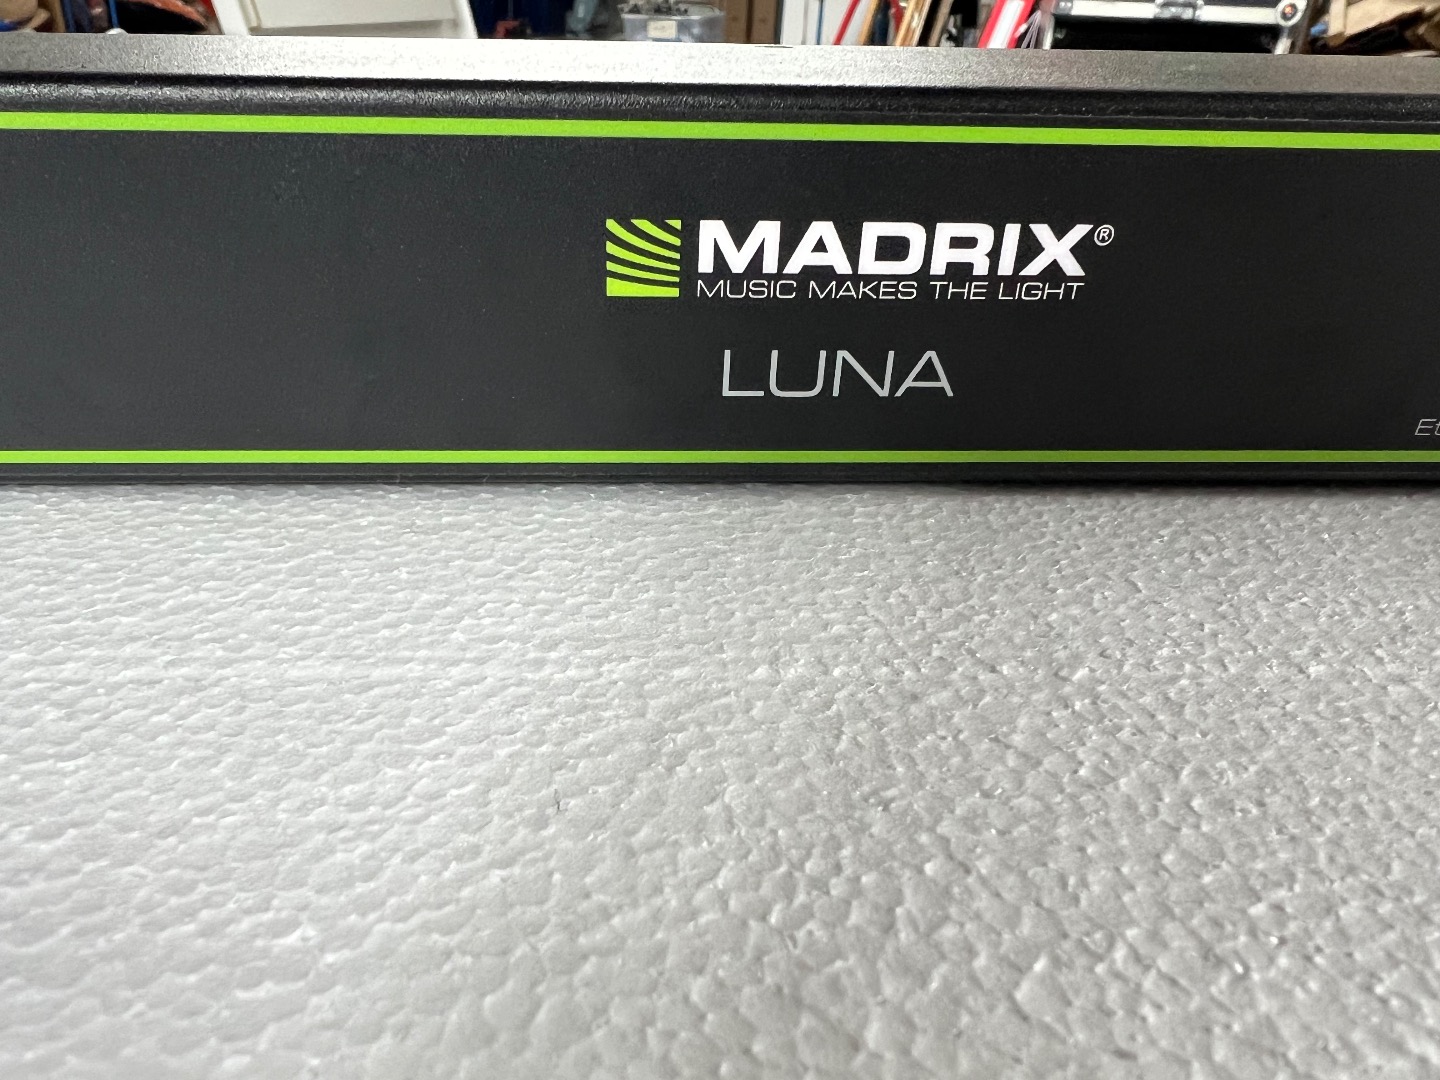 MADRIX®
MUSIC MAKES THE LIGHT
LUNA